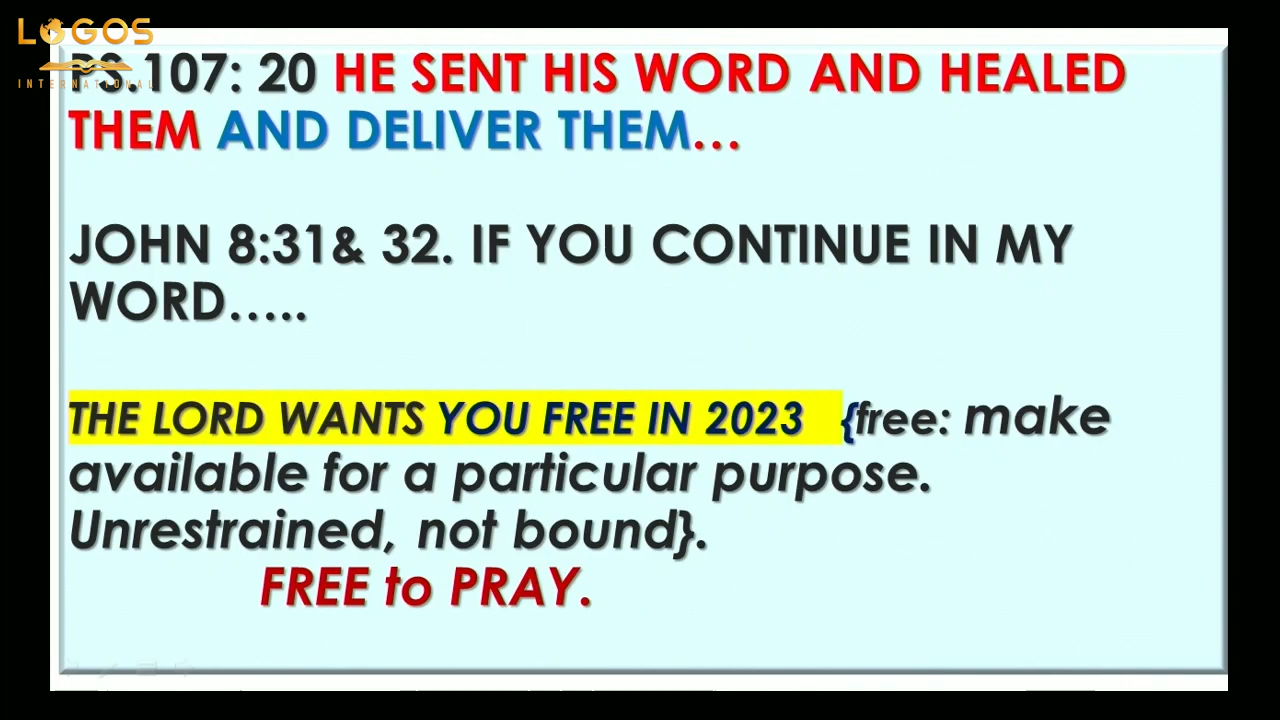 LOGOS
INTERNATIONAL
PS 107: 20 HE SENT HIS WORD AND HEALED
THEM AND DELIVER THEM...
JOHN 8:31& 32. IF YOU CONTINUE IN MY
WORD.....
THE LORD WANTS YOU FREE IN 2023 {free: make
available for a particular purpose.
Unrestrained, not bound}.
FREE to PRAY.